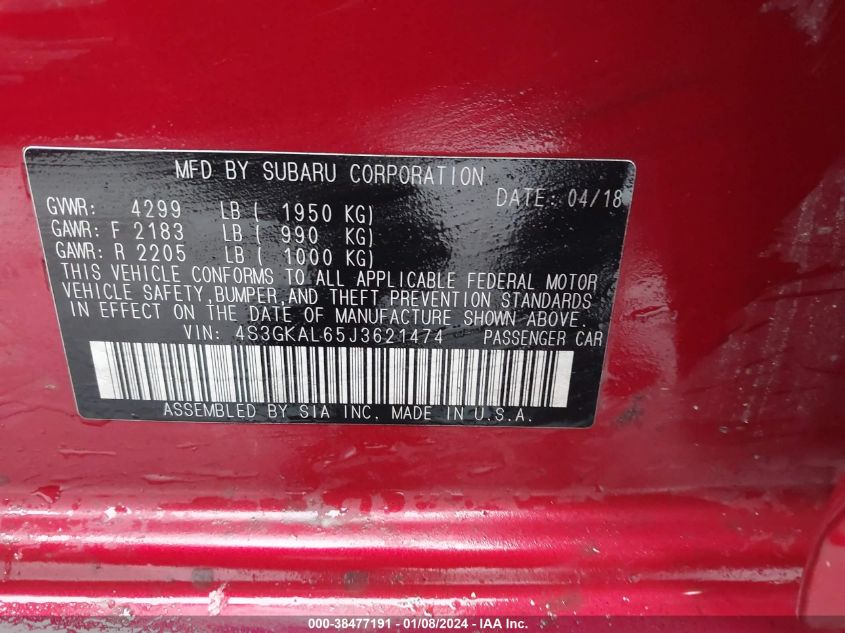 MFD BY SUBARU CORPORATION
DATE: 04/18
GVWR: 4299 LB ( 1950 KG)
GAWR: F 2183 LB ( 990 KG)
GAWR: R 2205 LB ( 1000 KG)
THIS VEHICLE CONFORMS TO ALL APPLICABLE FEDERAL MOTOR
VEHICLE SAFETY,BUMPER,AND THEFT PREVENTION STANDARDS
IN EFFECT ON THE DATE OF MANUFACTURE SHOWN ABOVE.
VIN: 4S3GKAL65J3621474 PASSENGER CAR
ASSEMBLED BY SIA INC. MADE IN U.S.A.
000-38477191 - 01/08/2024 - IAA Inc.